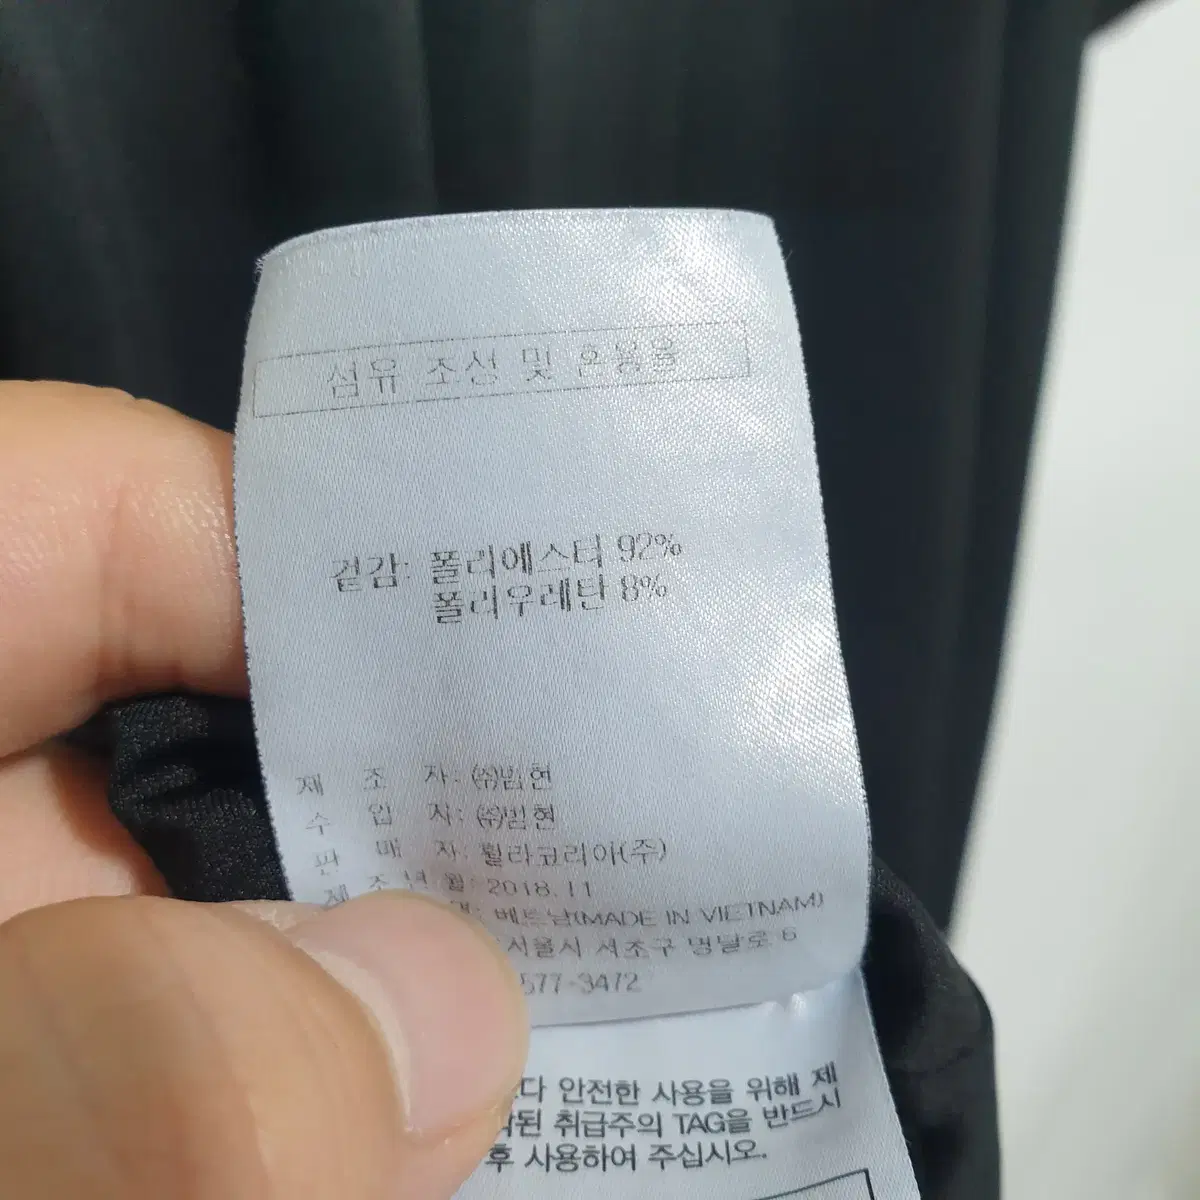 섬유 조성 및 혼용율
겉감: 폴리에스터 92%
폴리우레탄 8%
제 조 자: ㈜범현
수 입 자: ㈜범현
판 매 자: 휠라코리아(주)
제 조 년 월: 2018.11
베트남(MADE IN VIETNAM)
서울시 서초구 명달로 6
577-3472
다 안전한 사용을 위해 제
된 취급주의 TAG을 반드시
후 사용하여 주십시오.